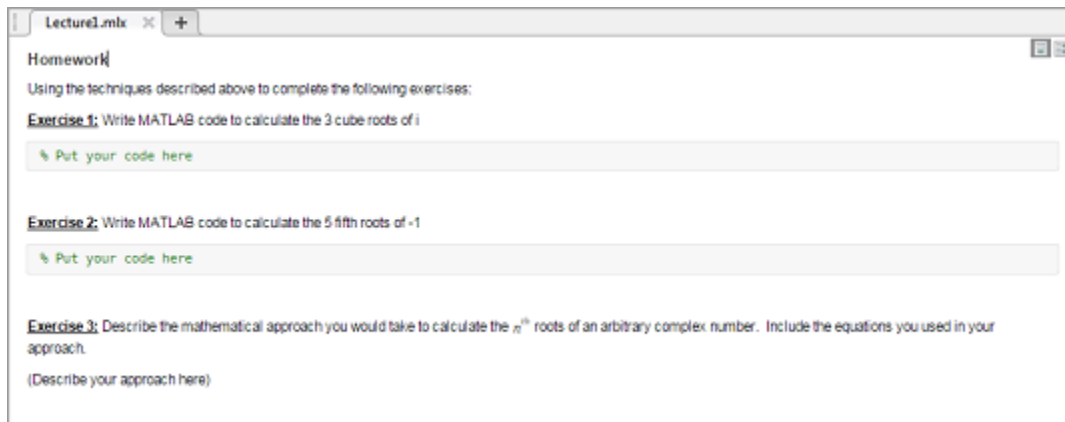 Lecture1.mlx
Homework
Using the techniques described above to complete the following exercises:
Exercise 1: Write MATLAB code to calculate the 3 cube roots of i
% Put your code here
Exercise 2: Write MATLAB code to calculate the 5 fifth roots of -1
% Put your code here
Exercise 3: Describe the mathematical approach you would take to calculate the nth roots of an arbitrary complex number. Include the equations you used in your
approach.
(Describe your approach here)